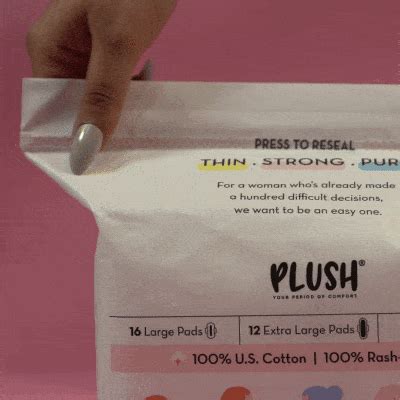 PRESS TO RESEAL
THIN . STRONG . PUR
For a woman who's already made
a hundred difficult decisions,
we want to be an easy one.
PLUSH®
YOUR PERIOD OF COMFORT
16 Large Pads
12 Extra Large Pads
100% U.S. Cotton | 100% Rash-